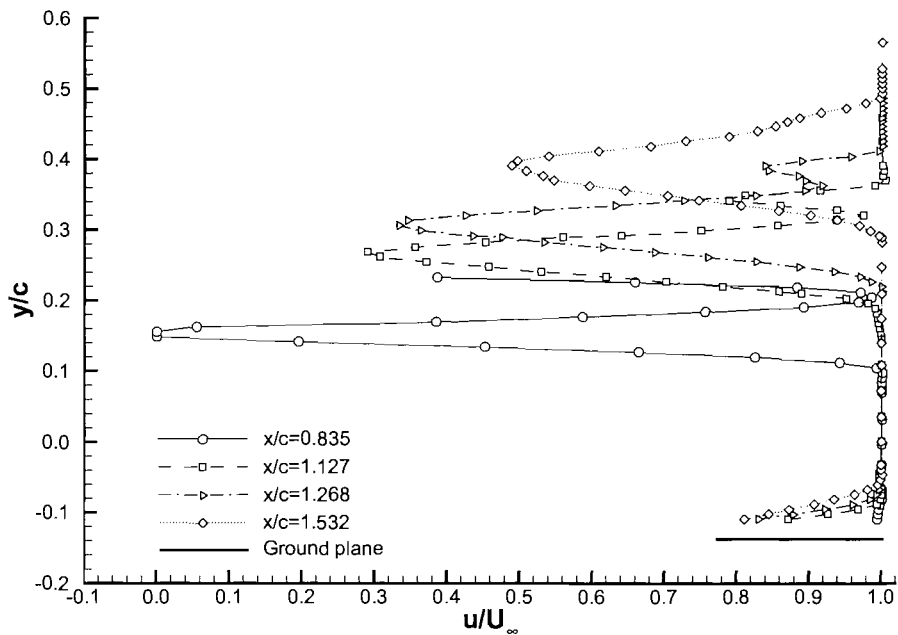 0.6
0.5
0.4
0.3
0.2
0.1
0.0
-0.1
-0.2
y/c
x/c=0.835
x/c=1.127
x/c=1.268
x/c=1.532
Ground plane
-0.1 0.0 0.1 0.2 0.3 0.4 0.5 0.6 0.7 0.8 0.9 1.0
u/U∞